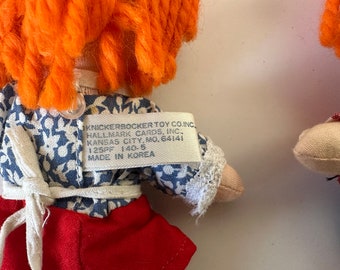 KNICKERBOCKER TOY CO. INC.
HALLMARK CARDS, INC.
KANSAS CITY, MO. 64141
125PF 140-5
MADE IN KOREA